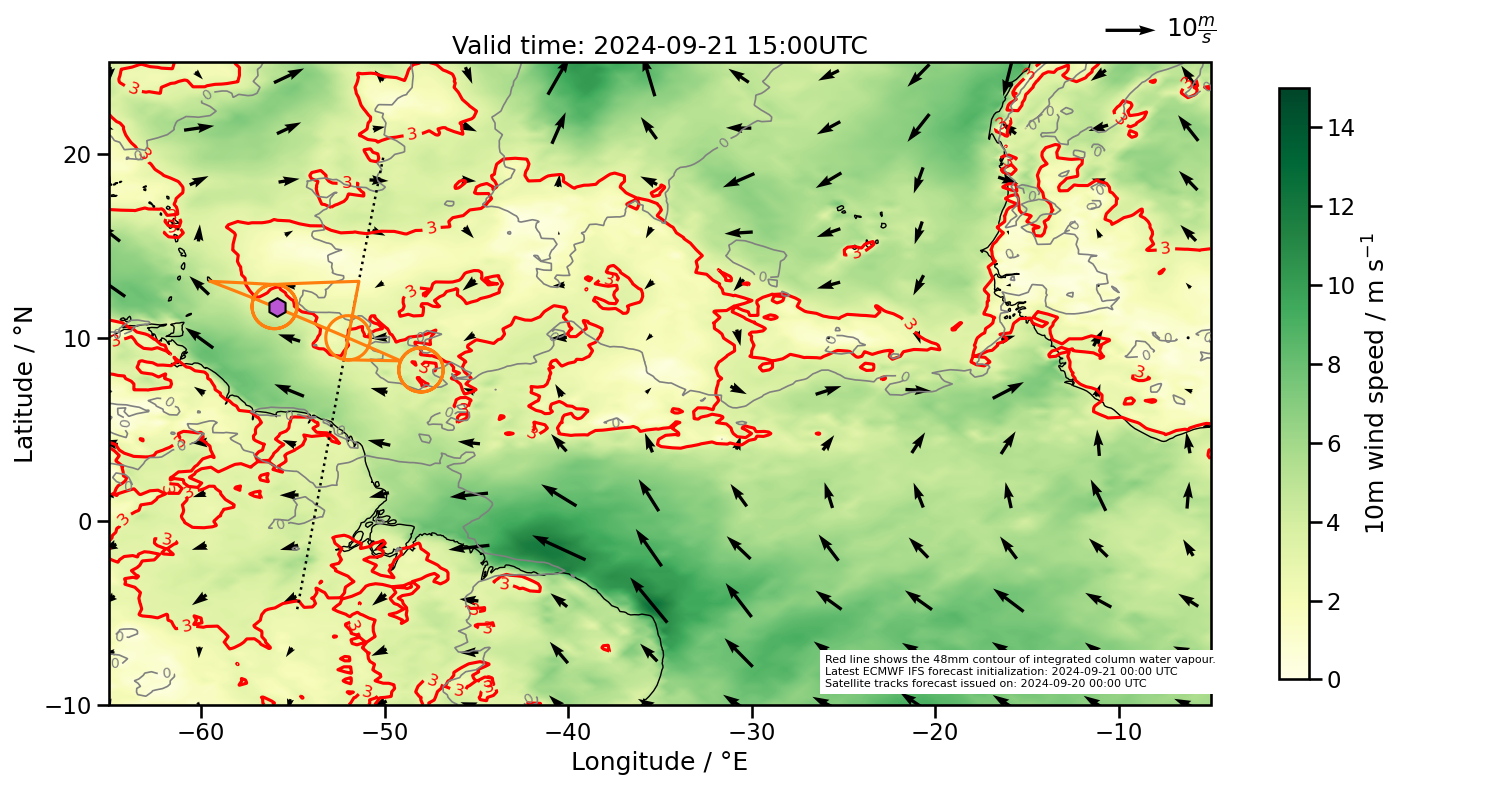 10 m/s
Valid time: 2024-09-21 15:00UTC
Latitude / °N
20
10
0
−10
−60
−50
−40
−30
−20
−10
Longitude / °E
Red line shows the 48mm contour of integrated column water vapour.
Latest ECMWF IFS forecast initialization: 2024-09-21 00:00 UTC
Satellite tracks forecast issued on: 2024-09-20 00:00 UTC
14
12
10
8
6
4
2
0
10m wind speed / m s⁻¹